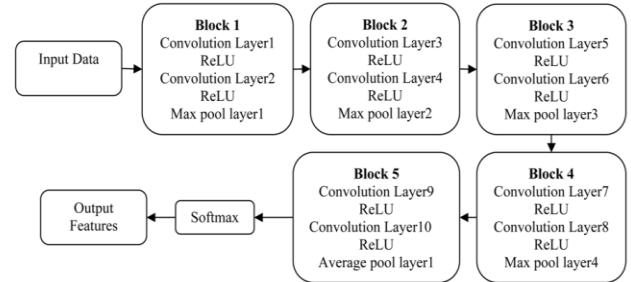 Input Data
Block 1
Convolution Layer1
ReLU
Convolution Layer2
ReLU
Max pool layer1
Block 2
Convolution Layer3
ReLU
Convolution Layer4
ReLU
Max pool layer2
Block 3
Convolution Layer5
ReLU
Convolution Layer6
ReLU
Max pool layer3
Block 4
Convolution Layer7
ReLU
Convolution Layer8
ReLU
Max pool layer4
Block 5
Convolution Layer9
ReLU
Convolution Layer10
ReLU
Average pool layer1
Softmax
Output
Features